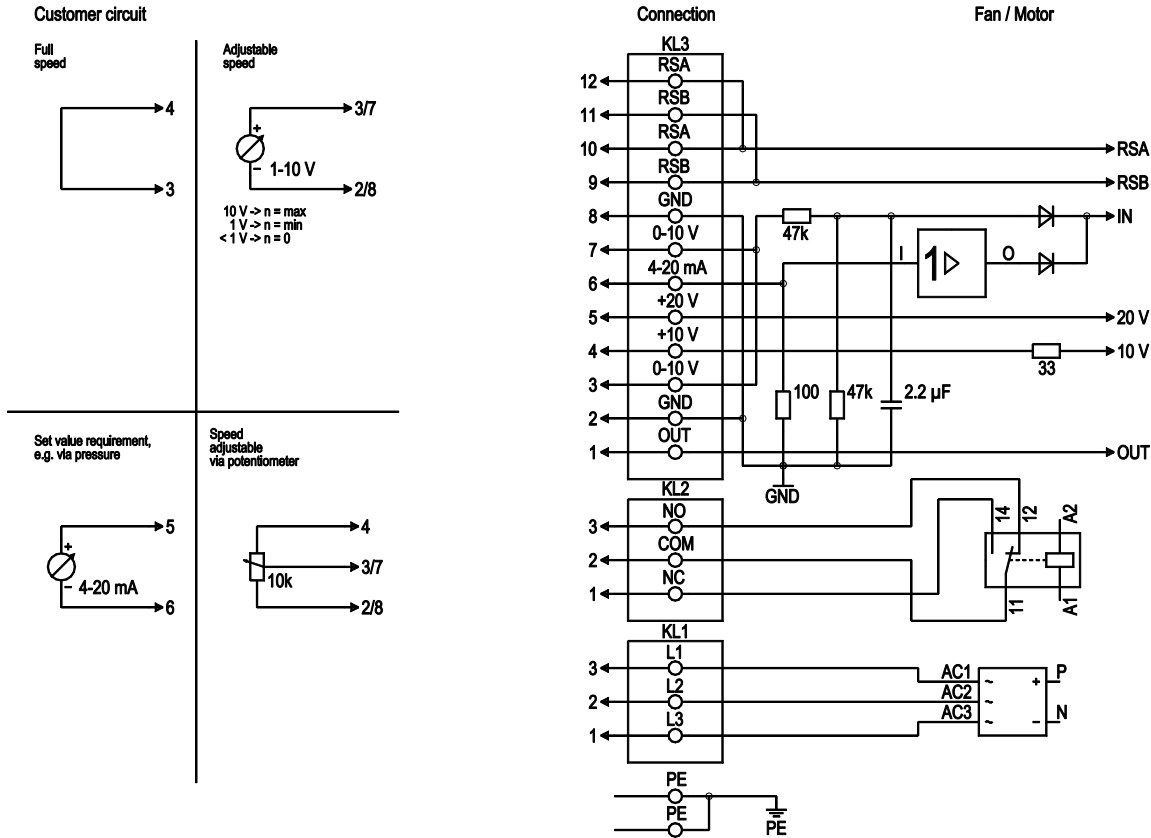 Customer circuit
Connection
Fan / Motor
Full
speed
4
3
Adjustable
speed
3/7
+
1-10 V
−
2/8
10 V -> n = max
1 V -> n = min
< 1 V -> n = 0
Set value requirement,
e.g. via pressure
5
+
4-20 mA
−
6
Speed
adjustable
via potentiometer
4
3/7
10k
2/8
KL3
12 RSA
11 RSB
10 RSA RSA
9 RSB RSB
8 GND IN
47k
7 0-10 V
I 1 O
6 4-20 mA
5 +20 V 20 V
4 +10 V 10 V
33
3 0-10 V
100 47k 2.2 µF
2 GND
1 OUT OUT
GND
KL2
3 NO
2 COM
1 NC
14 12 A2
11 A1
KL1
3 L1 AC1 ~ + P
2 L2 AC2 ~
1 L3 AC3 ~ − N
PE
PE
PE